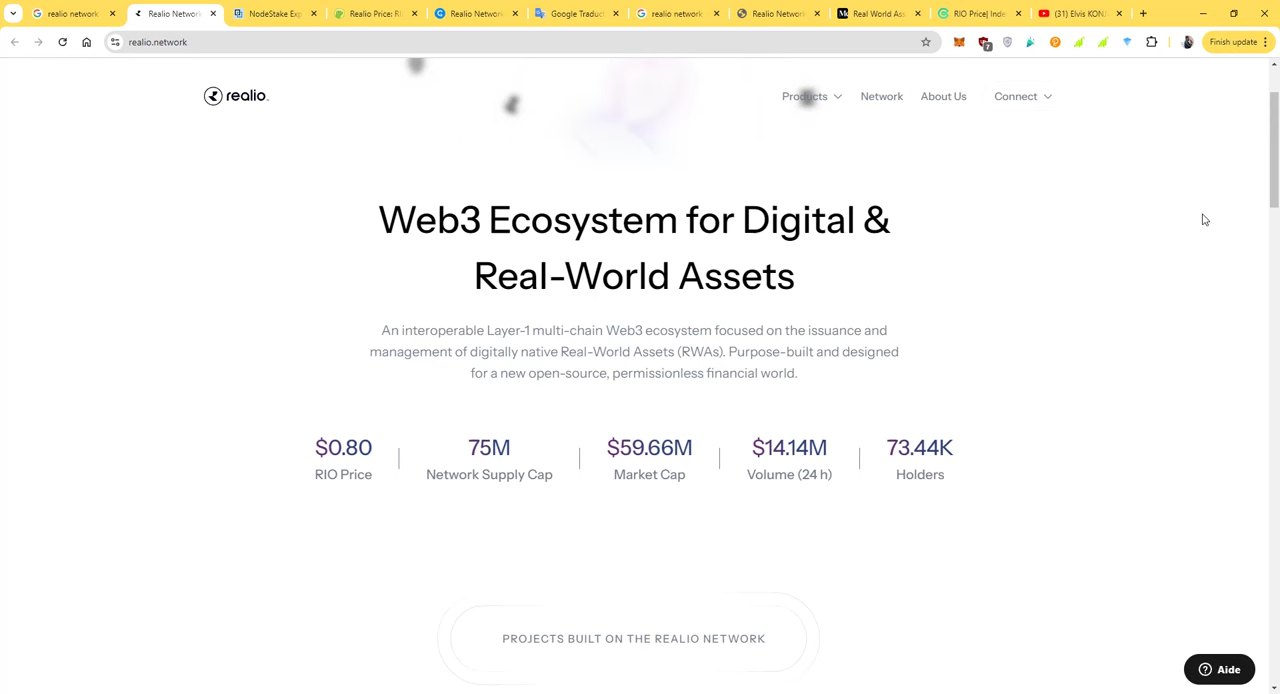 realio network
Realio Network
NodeStake Exp
Realio Price: RI
Realio Network
Google Traduc
realio network
Realio Network
Real World Ass
RIO Price| Inde
(31) Elvis KONJ
realio.network
7
Finish update
realio
Products
Network
About Us
Connect
Web3 Ecosystem for Digital &
Real-World Assets
An interoperable Layer-1 multi-chain Web3 ecosystem focused on the issuance and
management of digitally native Real-World Assets (RWAs). Purpose-built and designed
for a new open-source, permissionless financial world.
$0.80
RIO Price
75M
Network Supply Cap
$59.66M
Market Cap
$14.14M
Volume (24 h)
73.44K
Holders
PROJECTS BUILT ON THE REALIO NETWORK
Aide